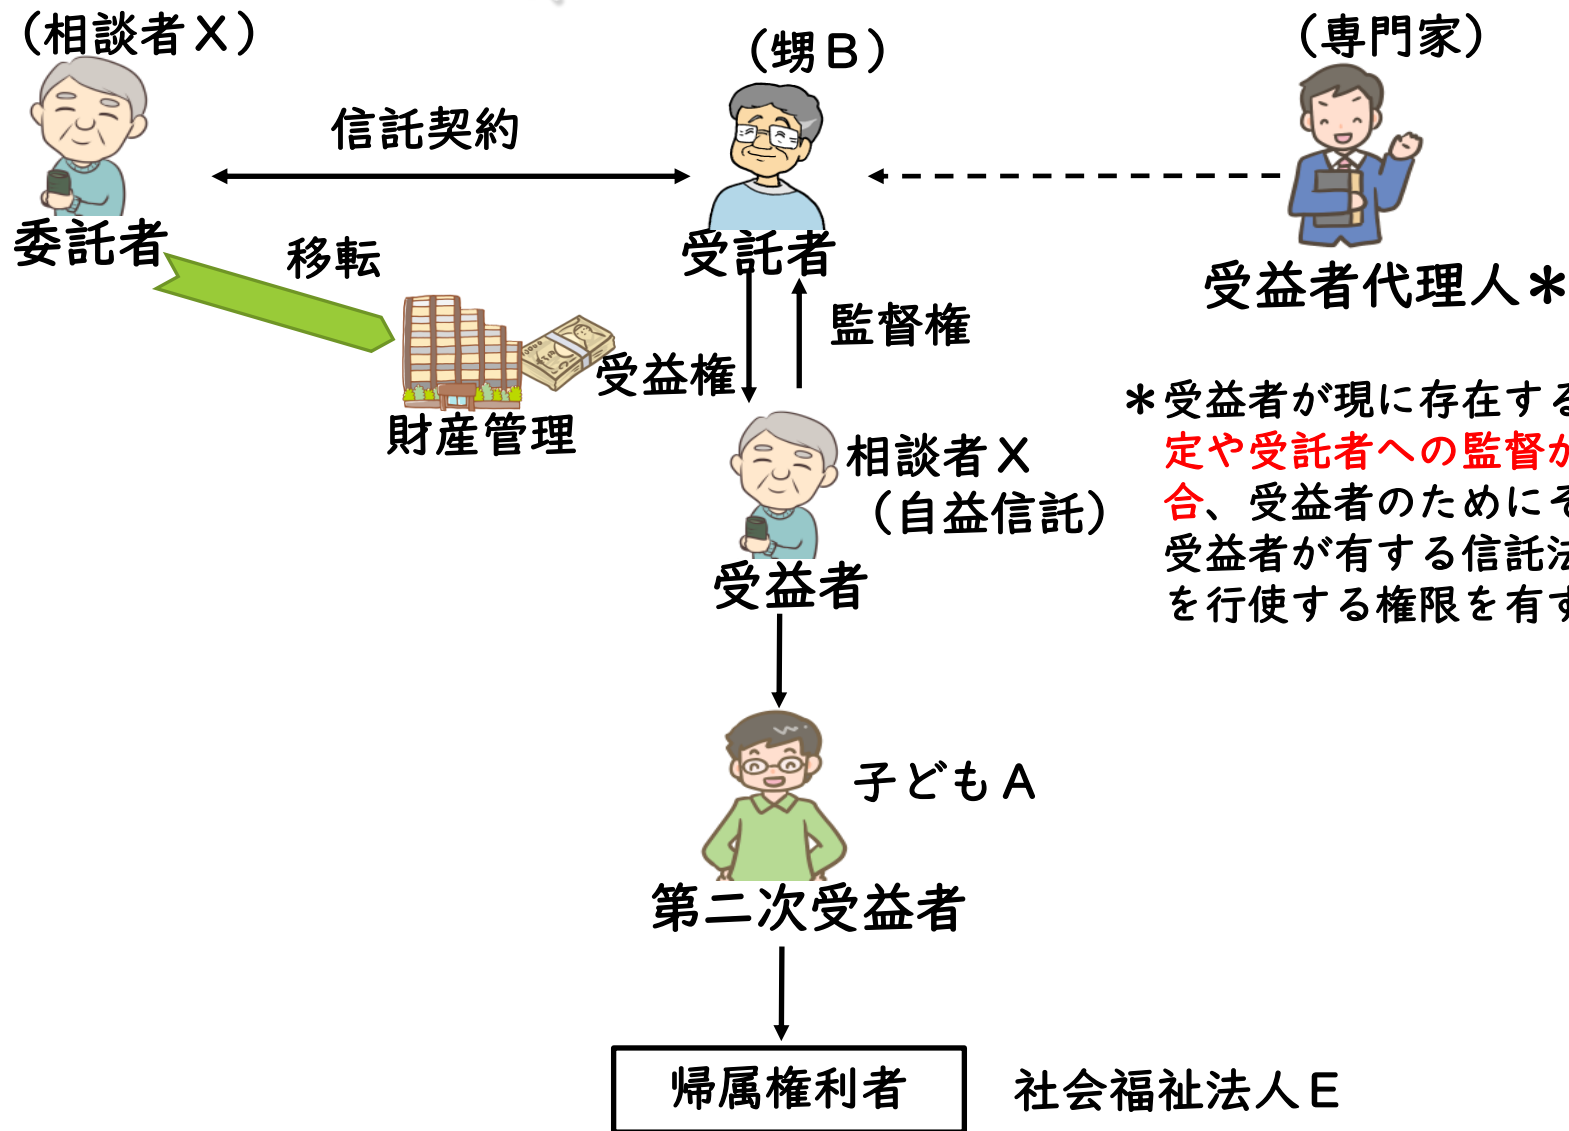 (相談者X)
(甥B)
(専門家)
信託契約
委託者
移転
受託者
受益者代理人＊
監督権
受益権
財産管理
＊受益者が現に存在する
定や受託者への監督が
合、受益者のためにそ
受益者が有する信託法
を行使する権限を有す
相談者X
(自益信託)
受益者
子どもA
第二次受益者
帰属権利者
社会福祉法人E